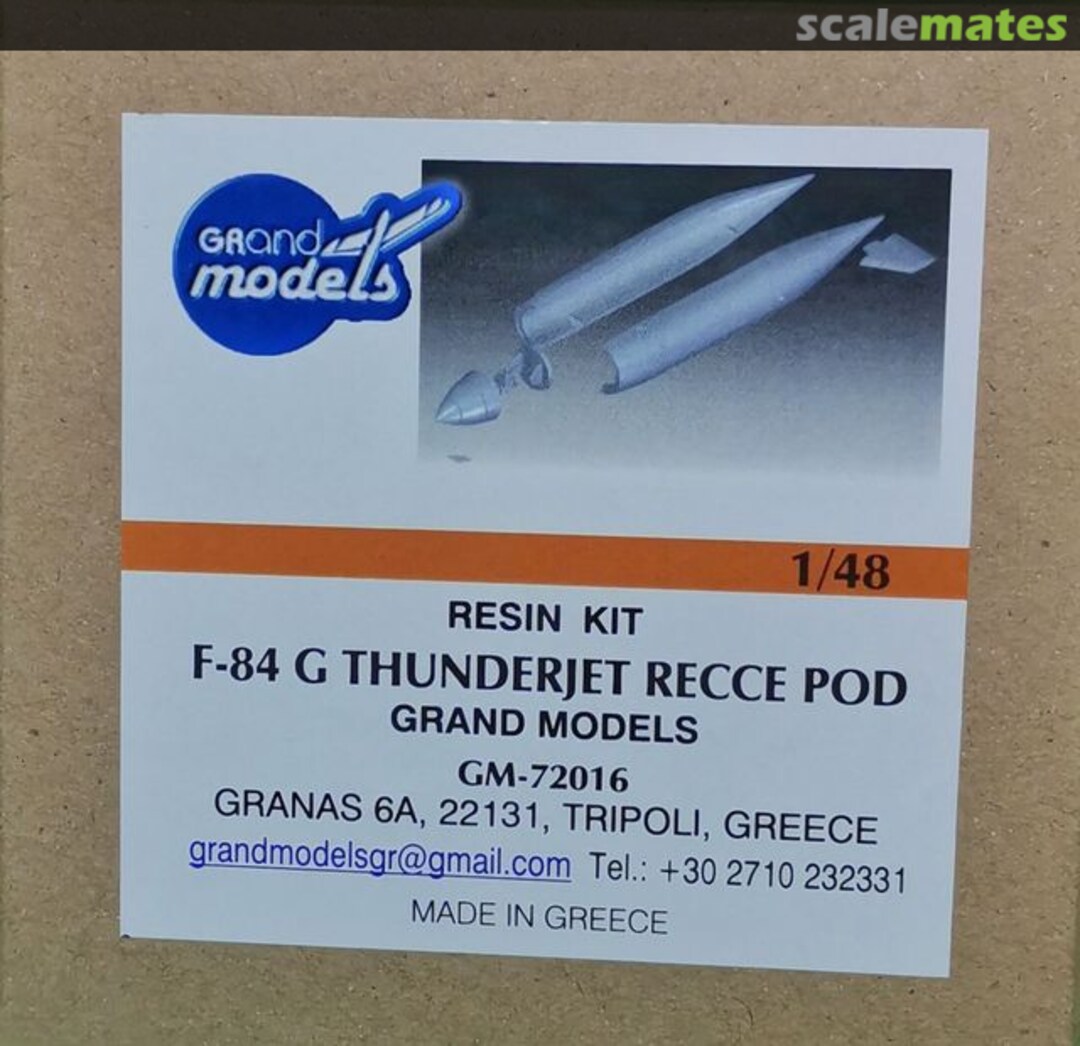 scalemates
GRand
models
1/48
RESIN KIT
F-84 G THUNDERJET RECCE POD
GRAND MODELS
GM-72016
GRANAS 6A, 22131, TRIPOLI, GREECE
grandmodelsgr@gmail.com Tel.: +30 2710 232331
MADE IN GREECE